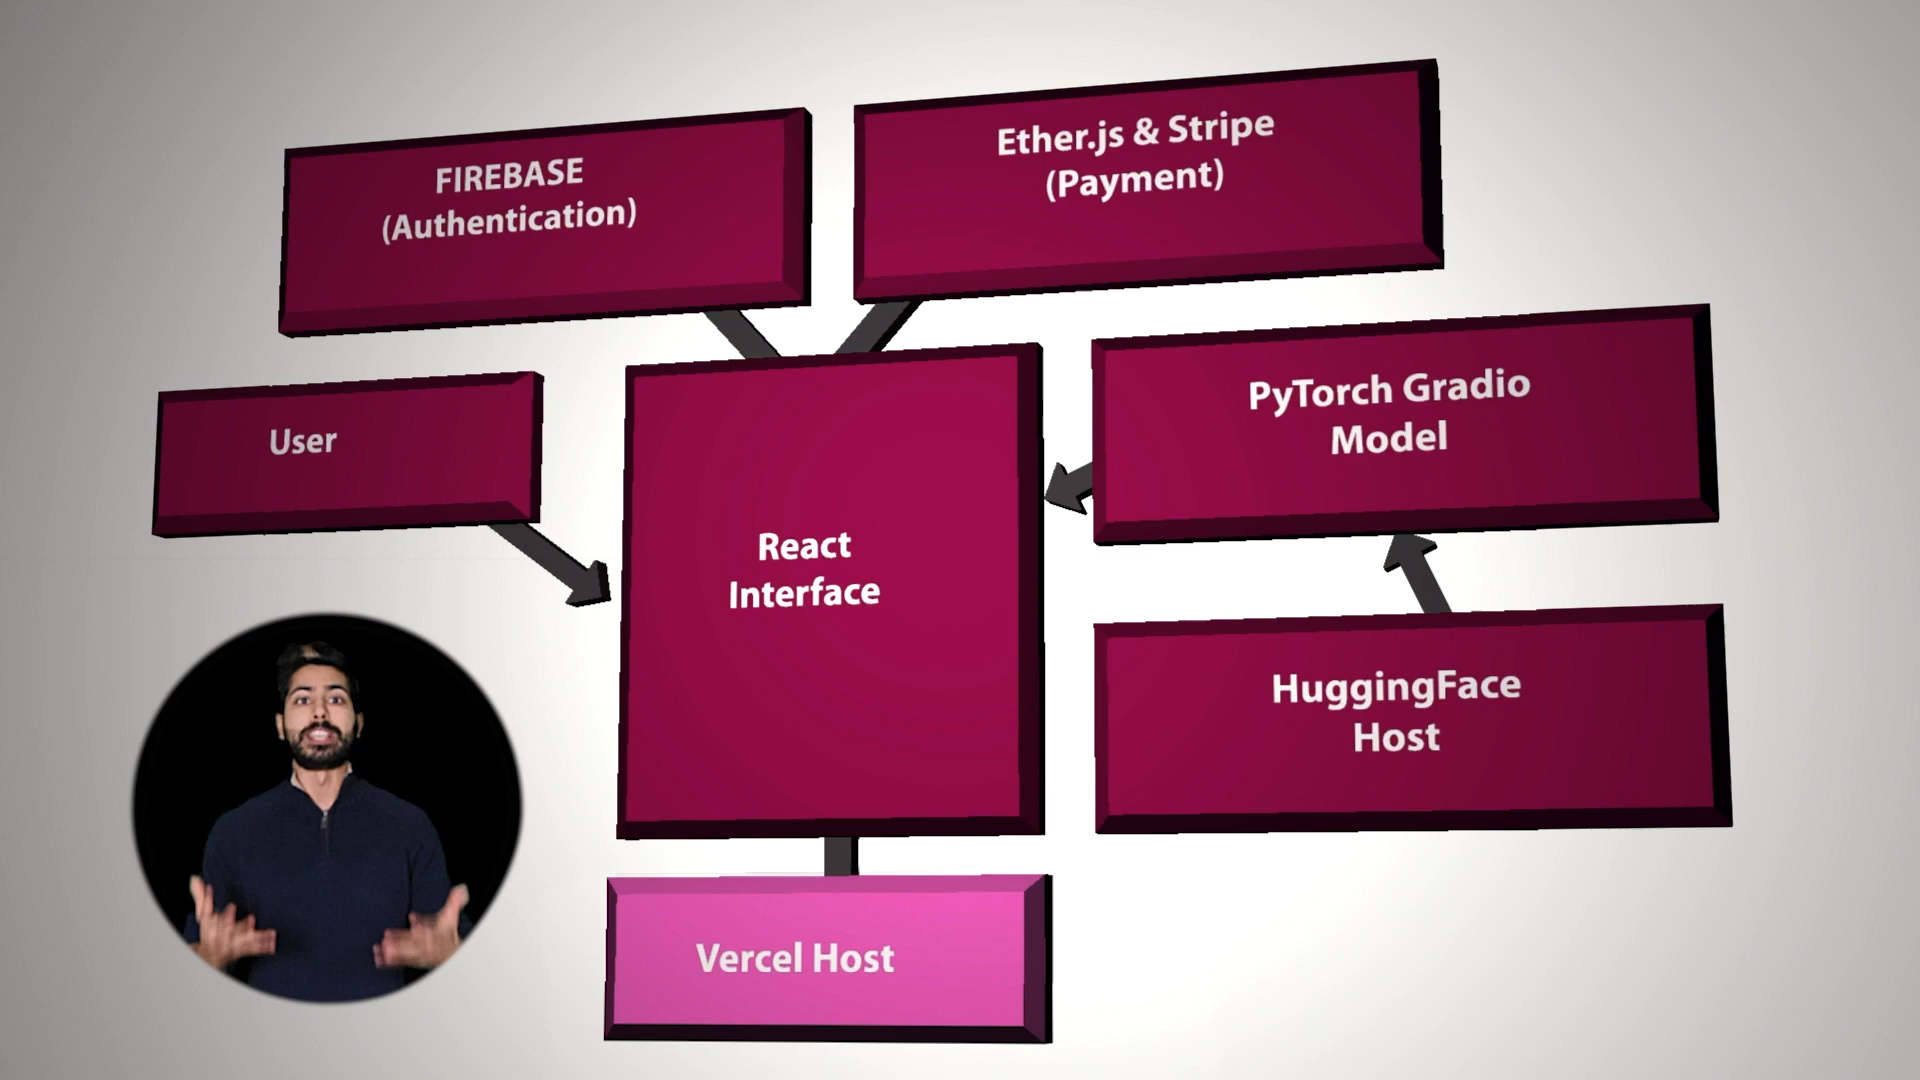 FIREBASE
(Authentication)
Ether.js & Stripe
(Payment)
User
React
Interface
PyTorch Gradio
Model
HuggingFace
Host
Vercel Host